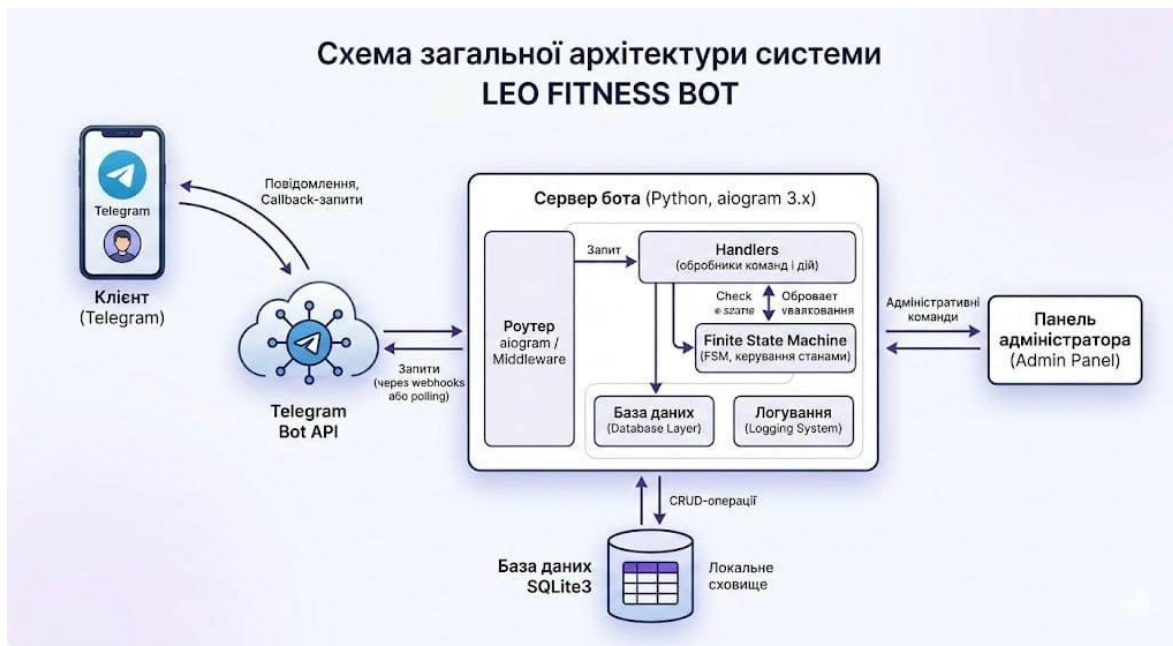 Схема загальної архітектури системи
LEO FITNESS BOT
Telegram
Клієнт
(Telegram)
Повідомлення,
Callback-запити
Telegram
Bot API
Запити
(через webhooks
або polling)
Сервер бота (Python, aiogram 3.x)
Роутер
aiogram /
Middleware
Запит
Handlers
(обробники команд і дій)
Check
Обровает
уваяховання
Finite State Machine
(FSM, керування станами)
База даних
(Database Layer)
Логування
(Logging System)
Адміністративні
команди
Панель
адміністратора
(Admin Panel)
CRUD-операції
База даних
SQLite3
Локальне
сховище